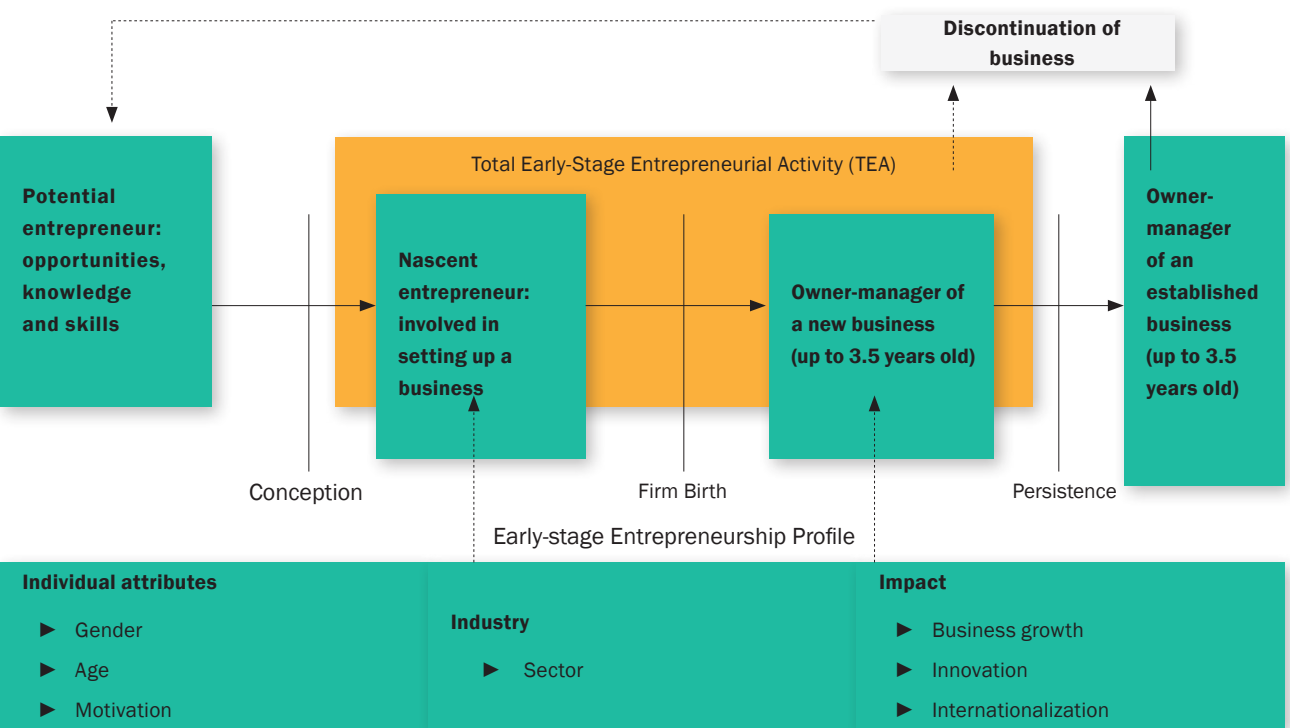 Discontinuation of
business
Total Early-Stage Entrepreneurial Activity (TEA)
Potential
entrepreneur:
opportunities,
knowledge
and skills
Nascent
entrepreneur:
involved in
setting up a
business
Owner-manager of
a new business
(up to 3.5 years old)
Owner-
manager
of an
established
business
(up to 3.5
years old)
Conception
Firm Birth
Persistence
Early-stage Entrepreneurship Profile
Individual attributes
► Gender
► Age
► Motivation
Industry
► Sector
Impact
► Business growth
► Innovation
► Internationalization